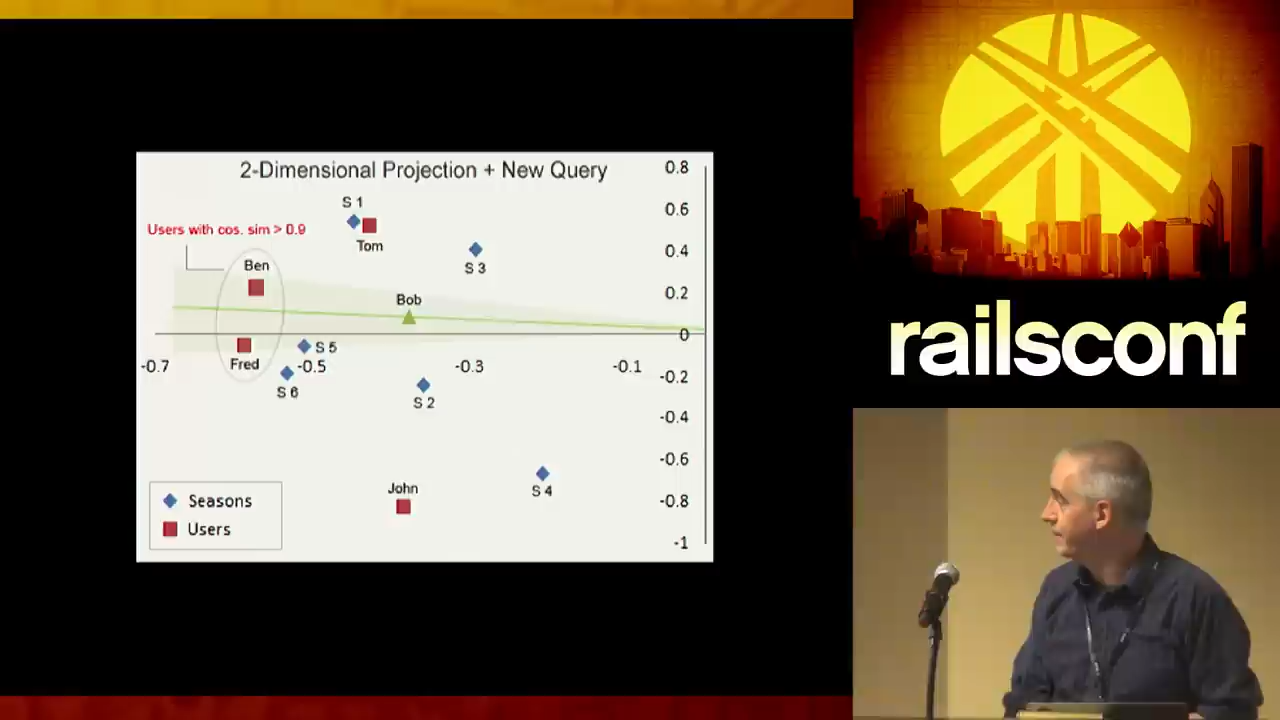 2-Dimensional Projection + New Query
0.8
S 1
0.6
Users with cos. sim > 0.9
Tom
0.4
Ben
S 3
0.2
Bob
0
Fred
S 5
-0.7
-0.5
-0.3
-0.1
-0.2
S 6
S 2
-0.4
-0.6
John
S 4
-0.8
Seasons
Users
-1
railsconf